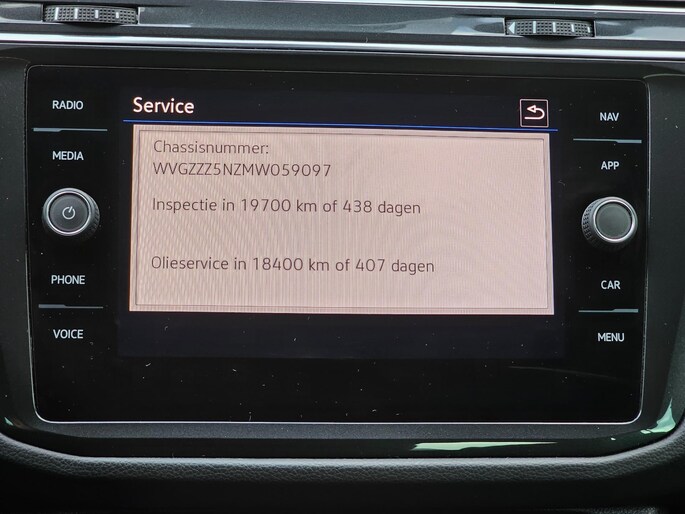 RADIO
MEDIA
PHONE
VOICE
Service
Chassisnummer:
WVGZZZ5NZMW059097
Inspectie in 19700 km of 438 dagen
Olieservice in 18400 km of 407 dagen
NAV
APP
CAR
MENU